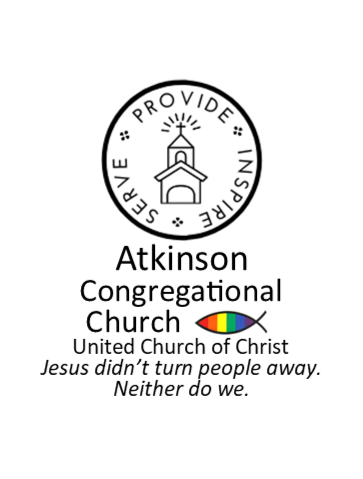 PROVIDE
INSPIRE
SERVE
Atkinson
Congregational
Church
United Church of Christ
Jesus didn’t turn people away.
Neither do we.